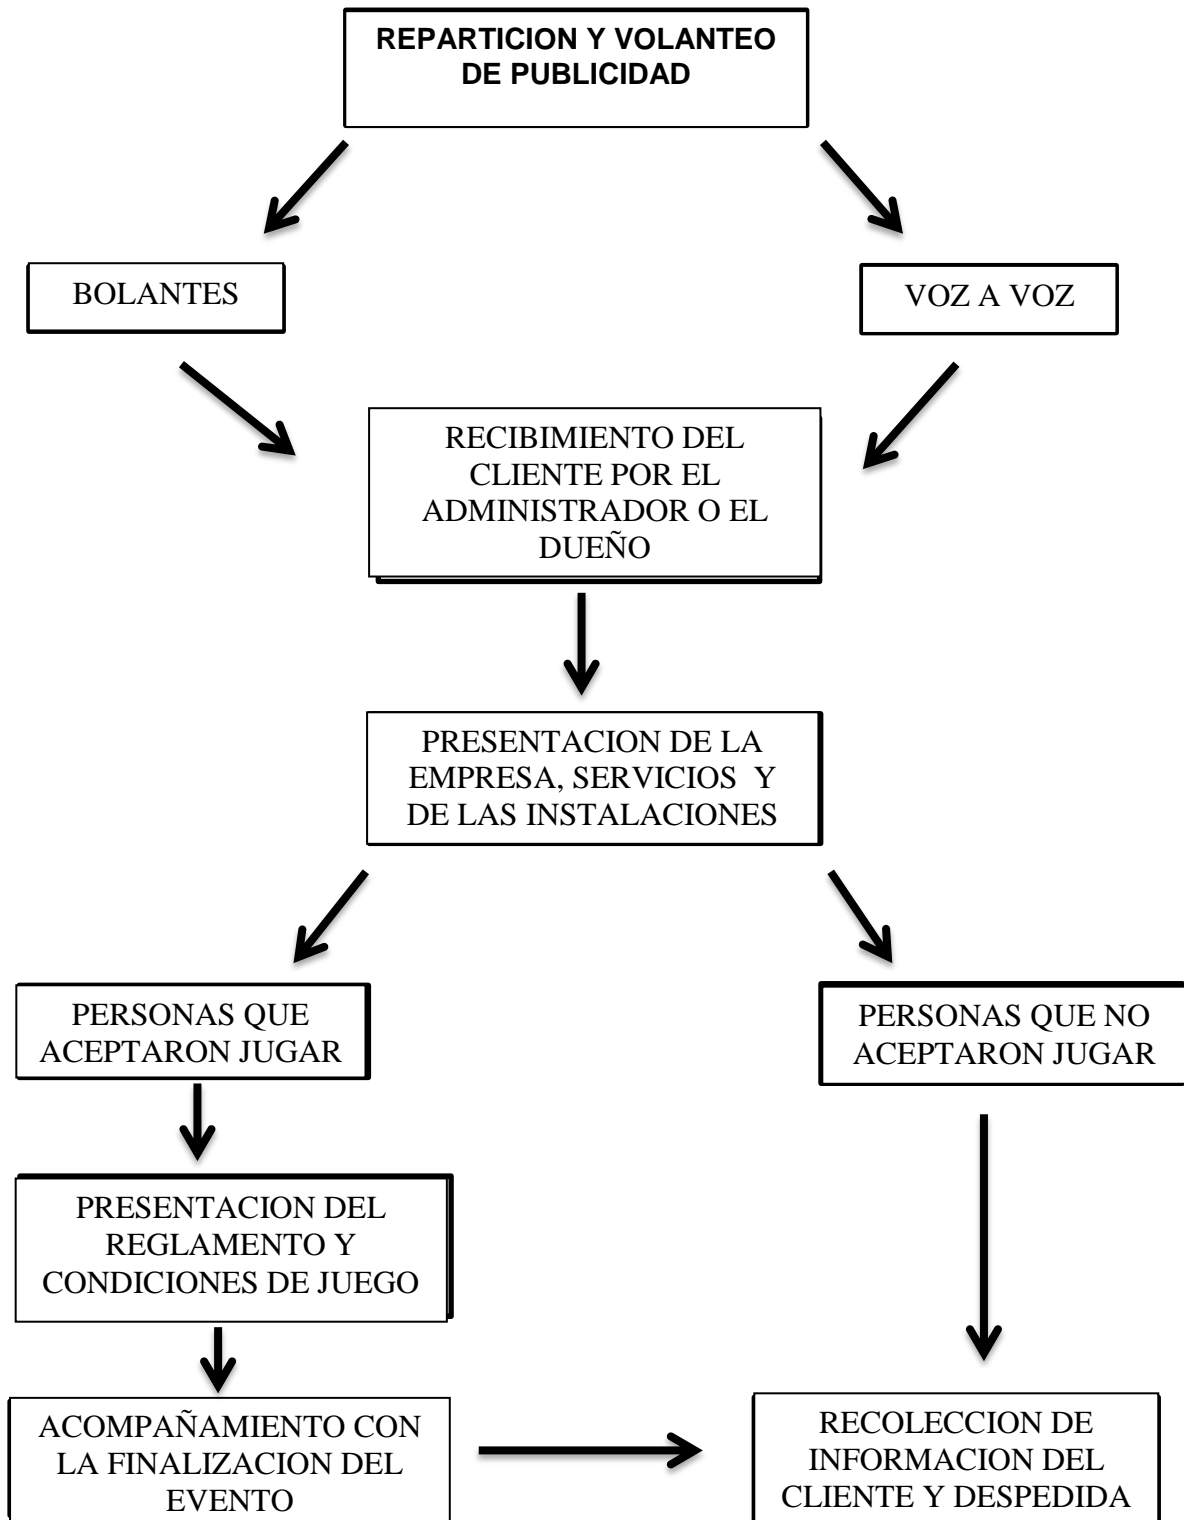 REPARTICION Y VOLANTEO
DE PUBLICIDAD
BOLANTES
VOZ A VOZ
RECIBIMIENTO DEL
CLIENTE POR EL
ADMINISTRADOR O EL
DUEÑO
PRESENTACION DE LA
EMPRESA, SERVICIOS Y
DE LAS INSTALACIONES
PERSONAS QUE
ACEPTARON JUGAR
PERSONAS QUE NO
ACEPTARON JUGAR
PRESENTACION DEL
REGLAMENTO Y
CONDICIONES DE JUEGO
ACOMPAÑAMIENTO CON
LA FINALIZACION DEL
EVENTO
RECOLECCION DE
INFORMACION DEL
CLIENTE Y DESPEDIDA